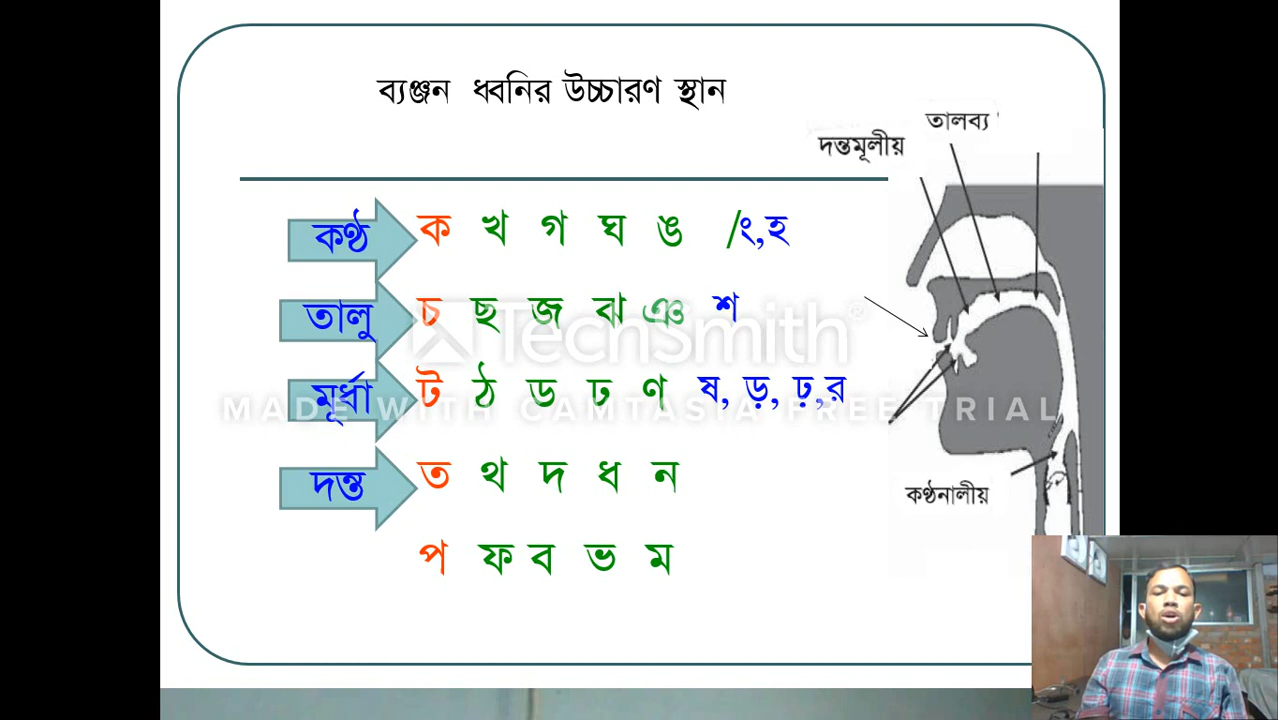 ব্যঞ্জন ধ্বনির উচ্চারণ স্থান
তালব্য
দন্তমূলীয়
কণ্ঠ ক খ গ ঘ ঙ /ং,হ
তালু চ ছ জ ঝ ঞ শ
TechSmith®
মূর্ধা ট ঠ ড ঢ ণ ষ, ড়, ঢ়,র
MADE WITH CAMTASIA FREE TRIAL
দন্ত ত থ দ ধ ন
কণ্ঠনালীয়
প ফ ব ভ ম